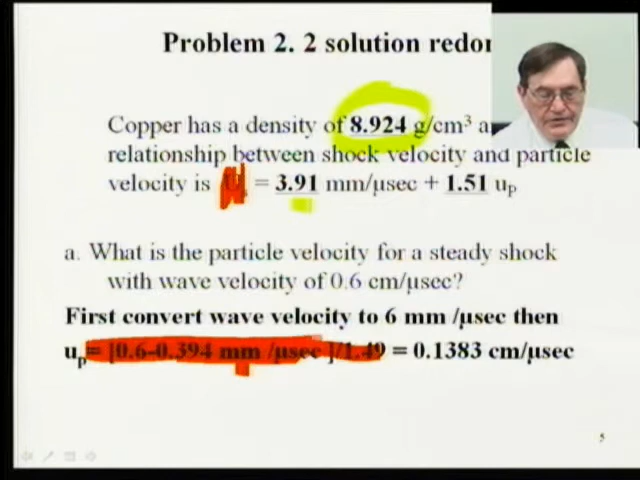 Problem 2. 2 solution
Copper has a density of 8.924 g/cm³
relationship between shock velocity and particle
velocity is = 3.91 mm/μsec + 1.51 uₚ
a. What is the particle velocity for a steady shock
with wave velocity of 0.6 cm/μsec?
First convert wave velocity to 6 mm /μsec then
uₚ= [0.6-0.394 mm /μsec ]/1.49 = 0.1383 cm/μsec
5